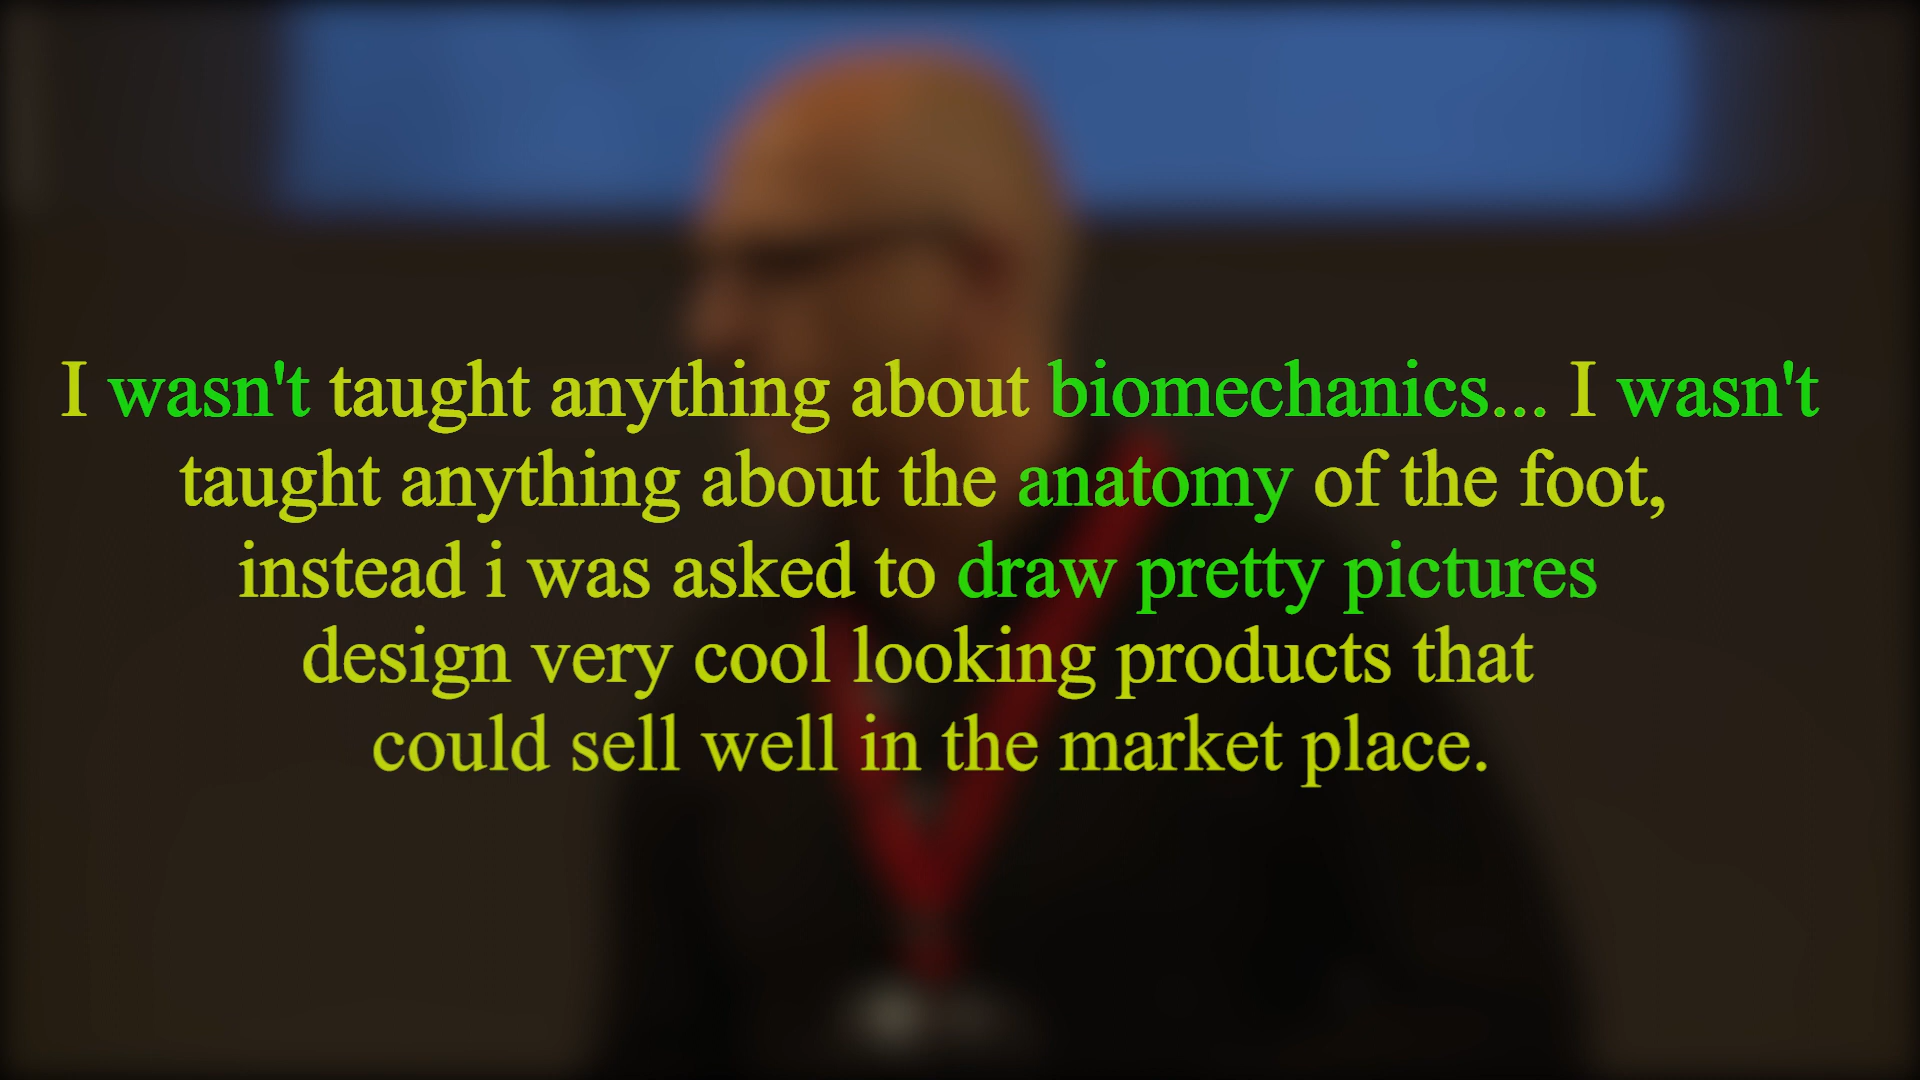 I wasn't taught anything about biomechanics... I wasn't
taught anything about the anatomy of the foot,
instead i was asked to draw pretty pictures
design very cool looking products that
could sell well in the market place.